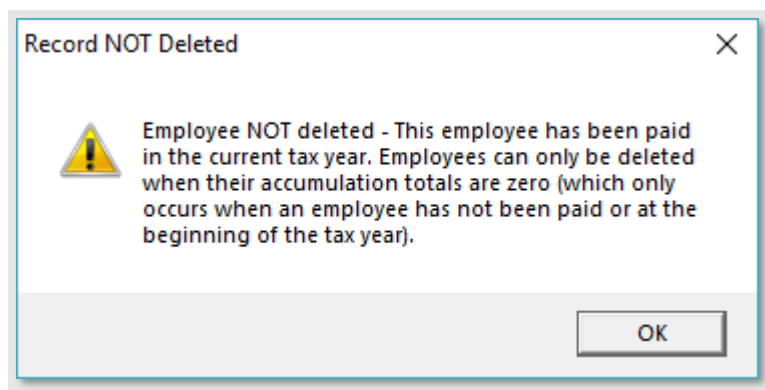 Record NOT Deleted
Employee NOT deleted - This employee has been paid
in the current tax year. Employees can only be deleted
when their accumulation totals are zero (which only
occurs when an employee has not been paid or at the
beginning of the tax year).
OK